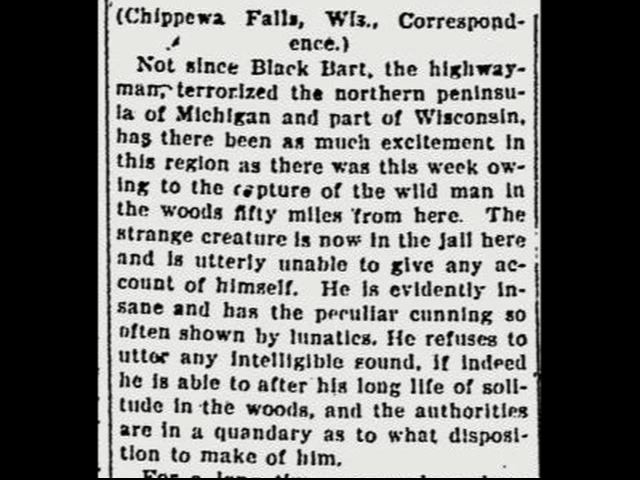 (Chippewa Falls, Wis., Correspond-
ence.)
Not since Black Bart, the highway-
man, terrorized the northern peninsu-
la of Michigan and part of Wisconsin,
has there been as much excitement in
this region as there was this week ow-
ing to the capture of the wild man in
the woods fifty miles from here. The
strange creature is now in the jail here
and is utterly unable to give any ac-
count of himself. He is evidently in-
sane and has the peculiar cunning so
often shown by lunatics. He refuses to
utter any intelligible sound, if indeed
he is able to after his long life of soli-
tude in the woods, and the authorities
are in a quandary as to what disposi-
tion to make of him.
For a